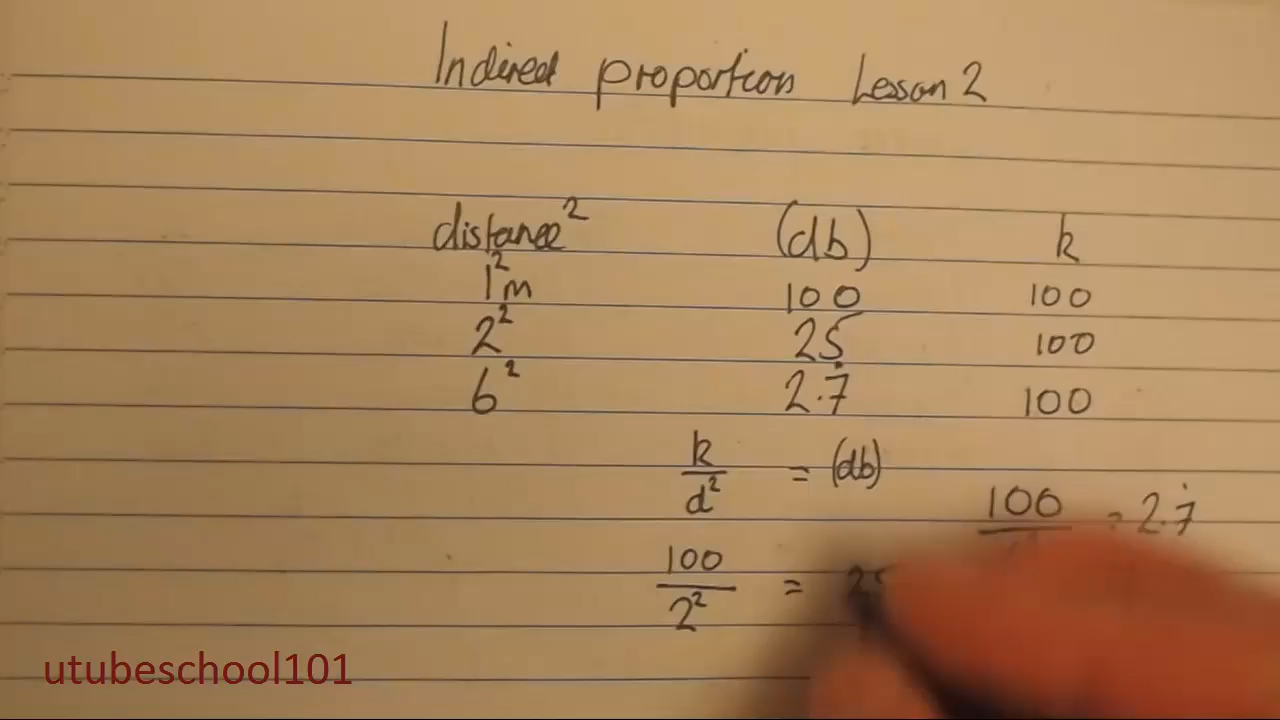 Indirect proportion Lesson 2
distance² (db) k
1²m 100 100
2² 25 100
6² 2.7̇ 100
k/d² = (db)
100 = 2.7̇
100/2² = 25
utubeschool101